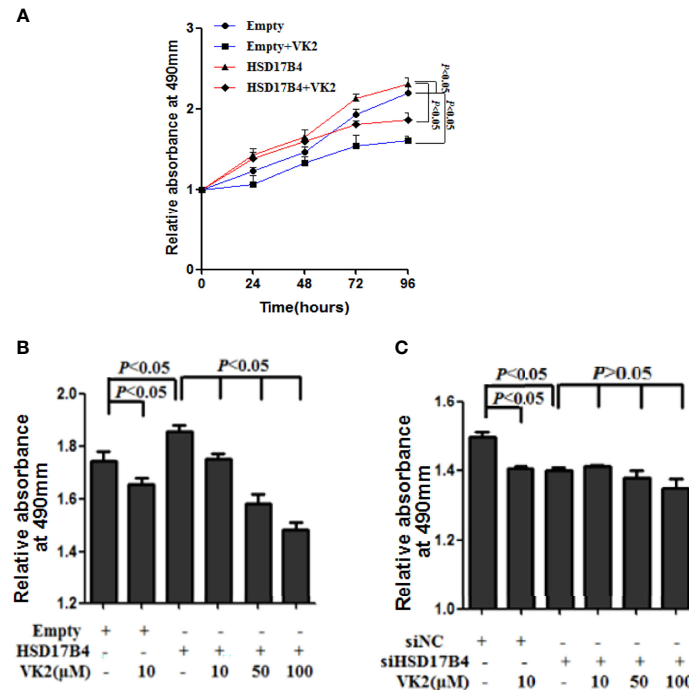 A
Empty
Empty+VK2
HSD17B4
HSD17B4+VK2
Relative absorbance at 490mm
3
2
1
0
P<0.05
P<0.05
P<0.05
0 24 48 72 96
Time(hours)
B
P<0.05 P<0.05
P<0.05
Relative absorbance
at 490mm
2.0
1.8
1.6
1.4
1.2
Empty + + - - - -
HSD17B4 - - + + + +
VK2(μM) - 10 - 10 50 100
C
P<0.05 P>0.05
P<0.05
Relative absorbance
at 490mm
1.6
1.4
1.2
1.0
siNC + + - - - -
siHSD17B4 - - + + + +
VK2(μM) - 10 - 10 50 100